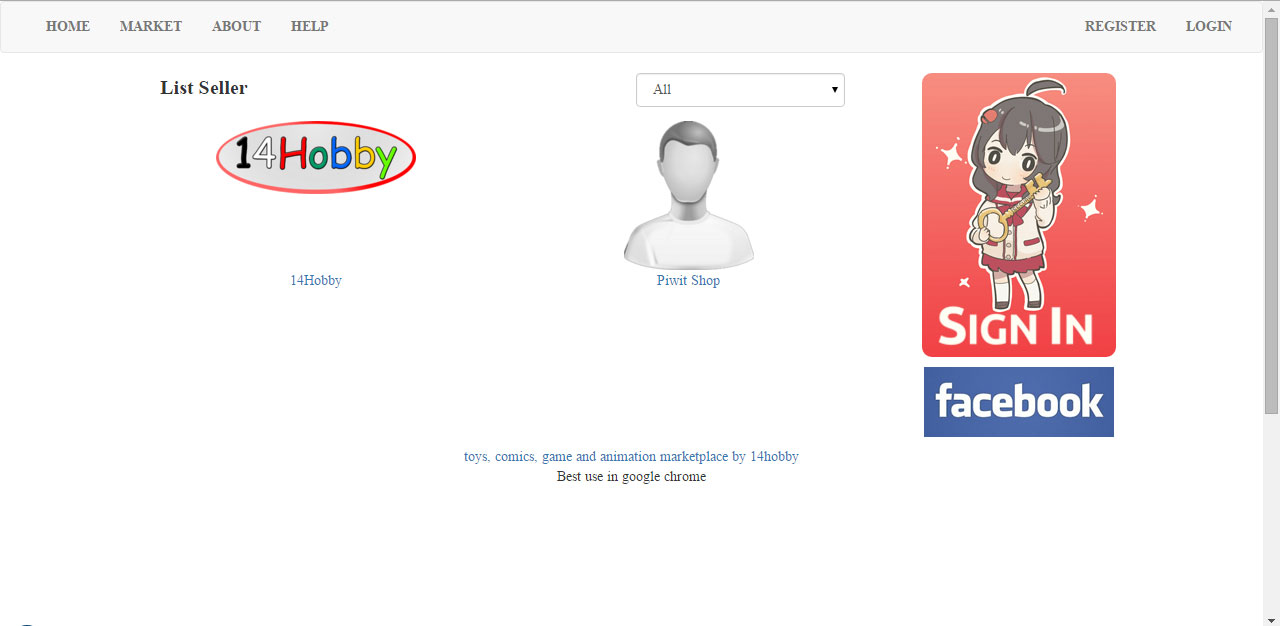 HOME MARKET ABOUT HELP REGISTER LOGIN
List Seller
All
14Hobby
14Hobby
Piwit Shop
SIGN IN
facebook
toys, comics, game and animation marketplace by 14hobby
Best use in google chrome